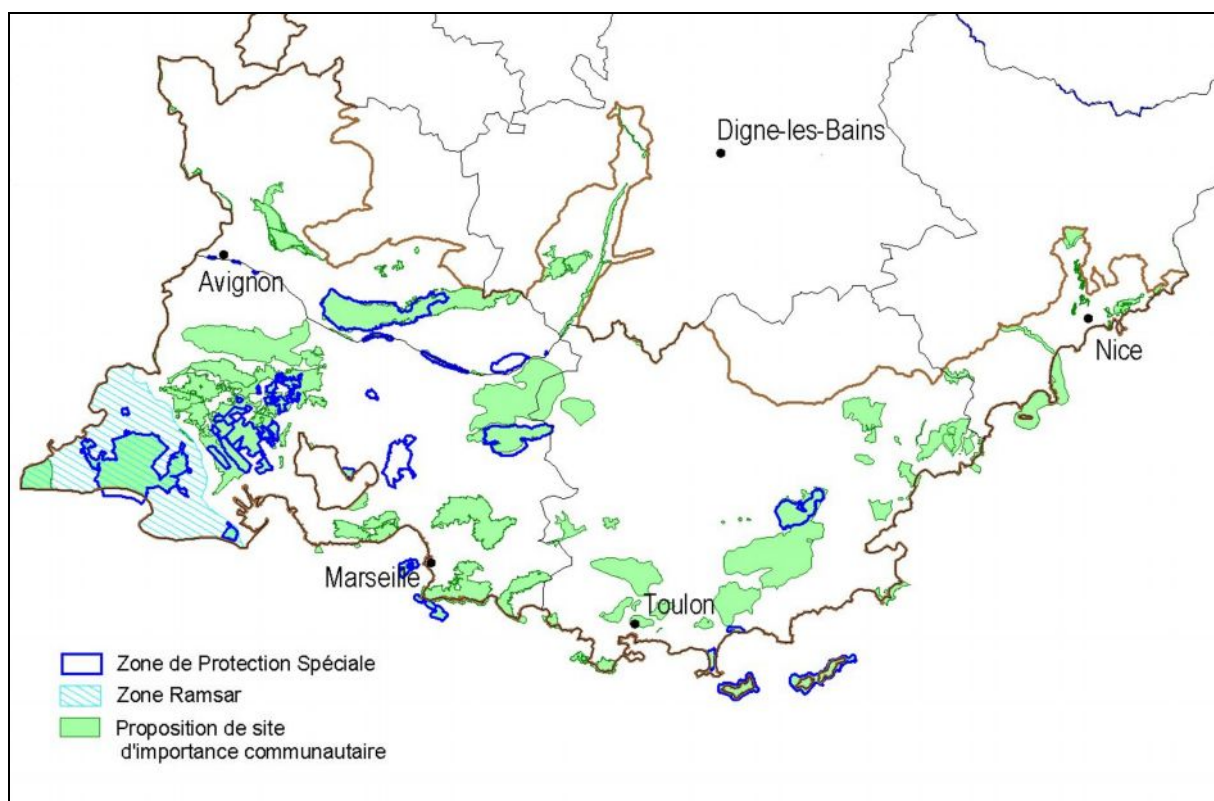 Digne-les-Bains
Avignon
Nice
Marseille
Toulon
Zone de Protection Spéciale
Zone Ramsar
Proposition de site
d'importance communautaire